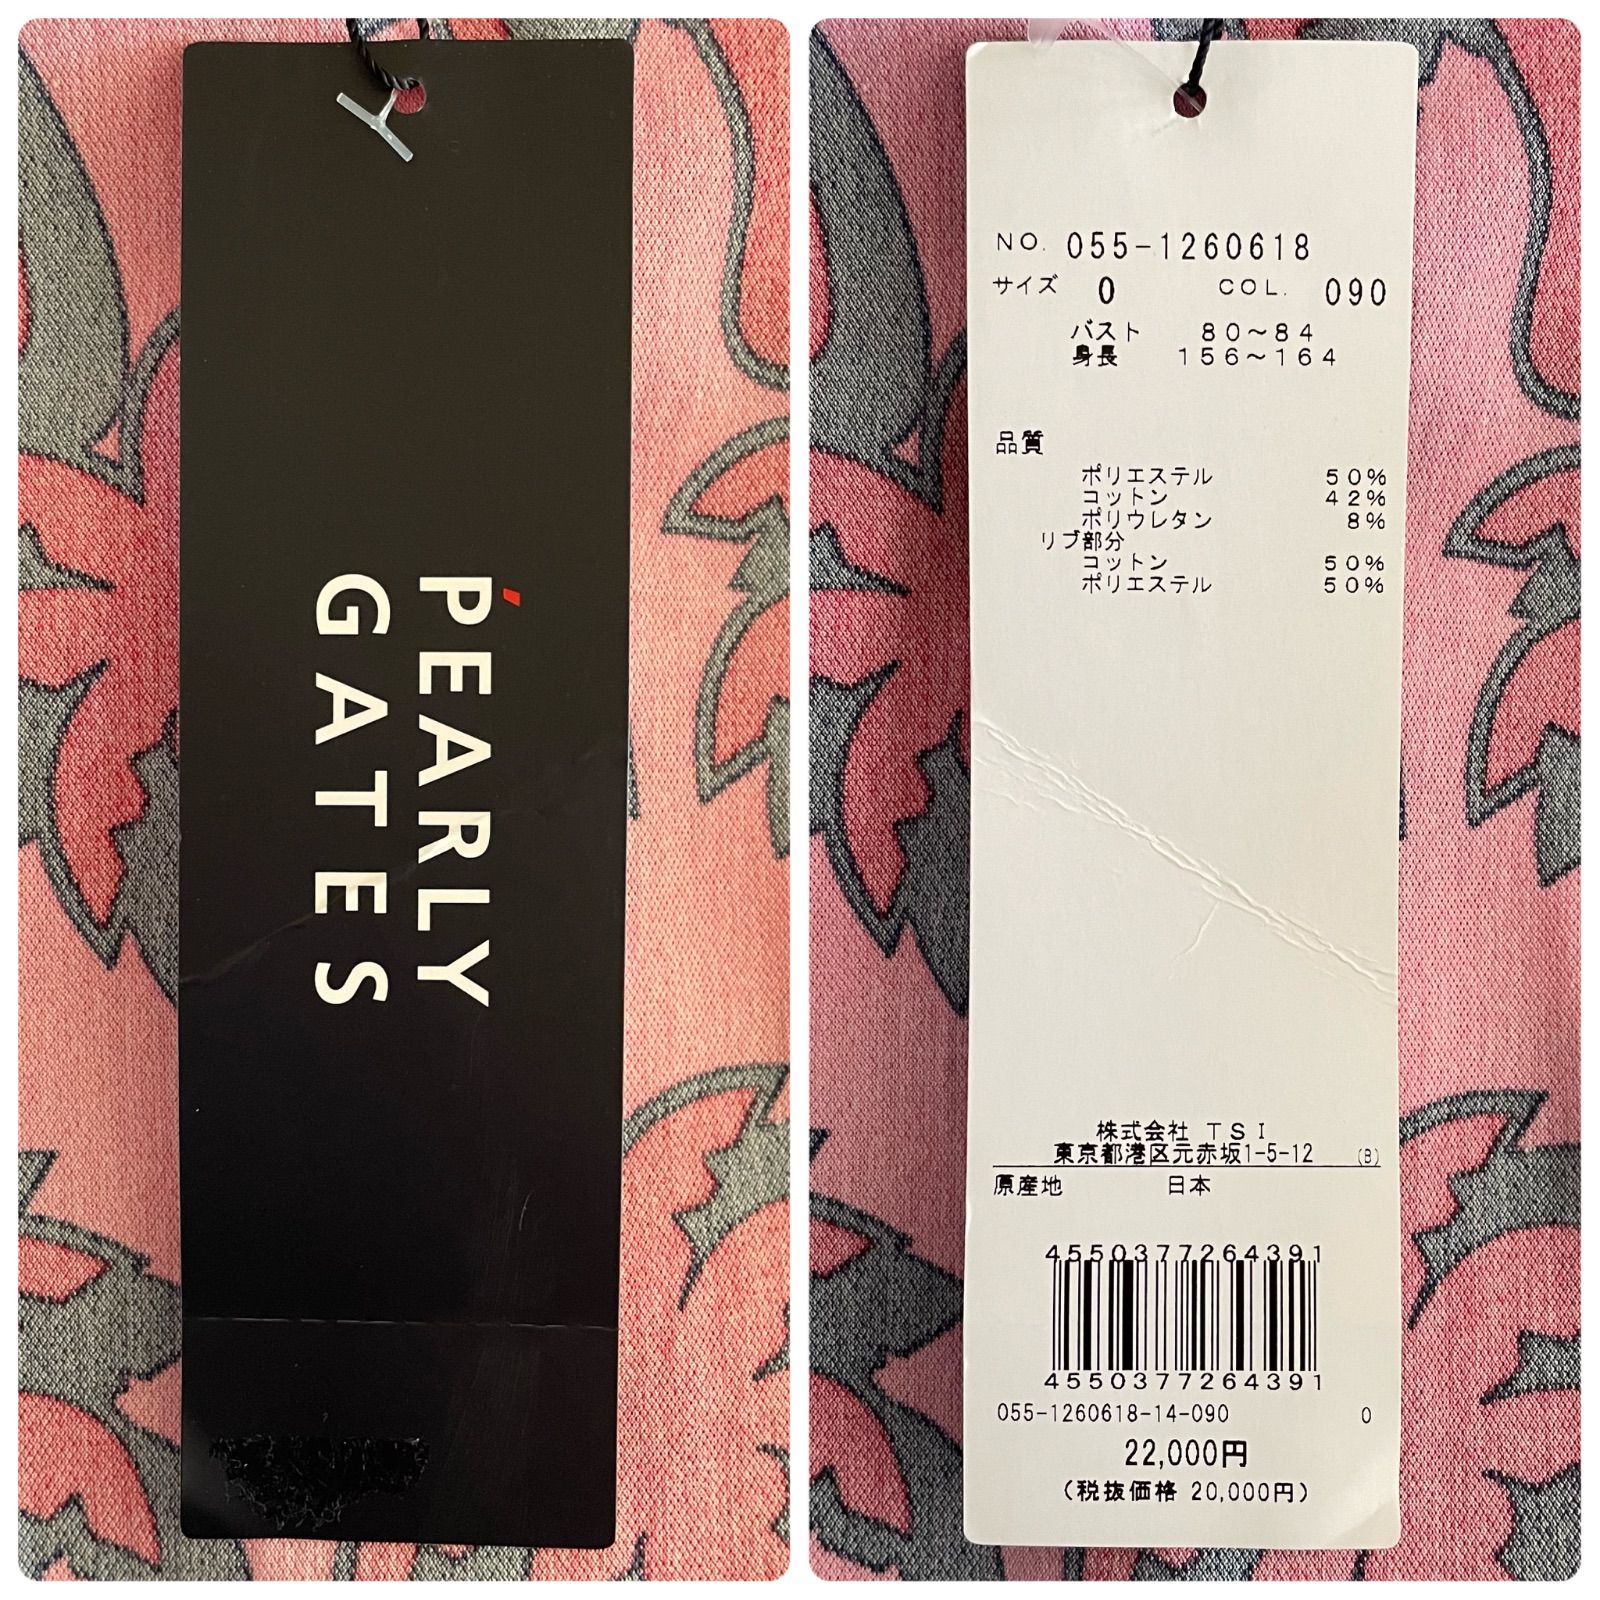 PEARLY
GATES
NO. 055-1260618
サイズ 0 COL. 090
バスト 80～84
身長 156～164
品質
ポリエステル 50%
コットン 42%
ポリウレタン 8%
リブ部分
コットン 50%
ポリエステル 50%
株式会社 TSI
東京都港区元赤坂1-5-12 (B)
原産地 日本
4550377264391
4550377264391
055-1260618-14-090 0
22,000円
(税抜価格 20,000円)